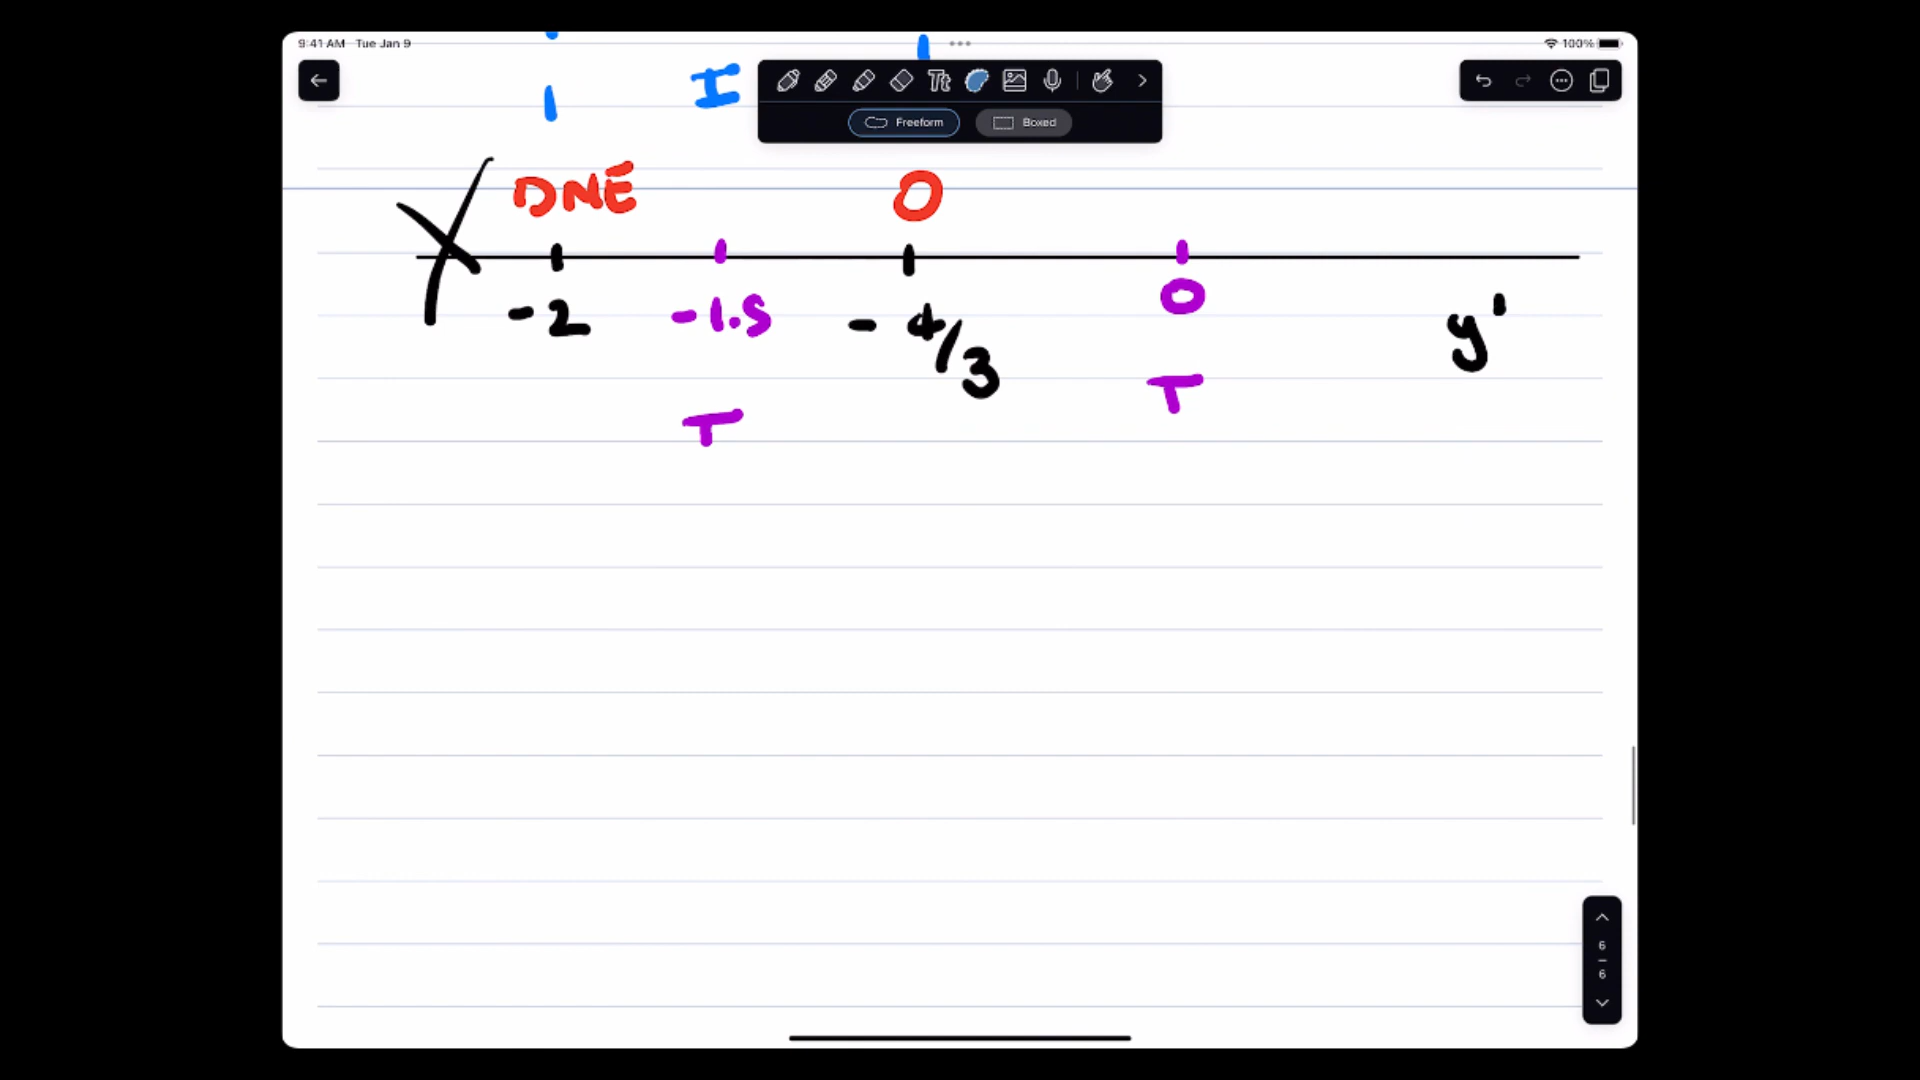 9:41 AM Tue Jan 9
100%
I
Tt
Freeform
Boxed
DNE 0
-2 -1.5 -4/3 0 y'
T T
6
6